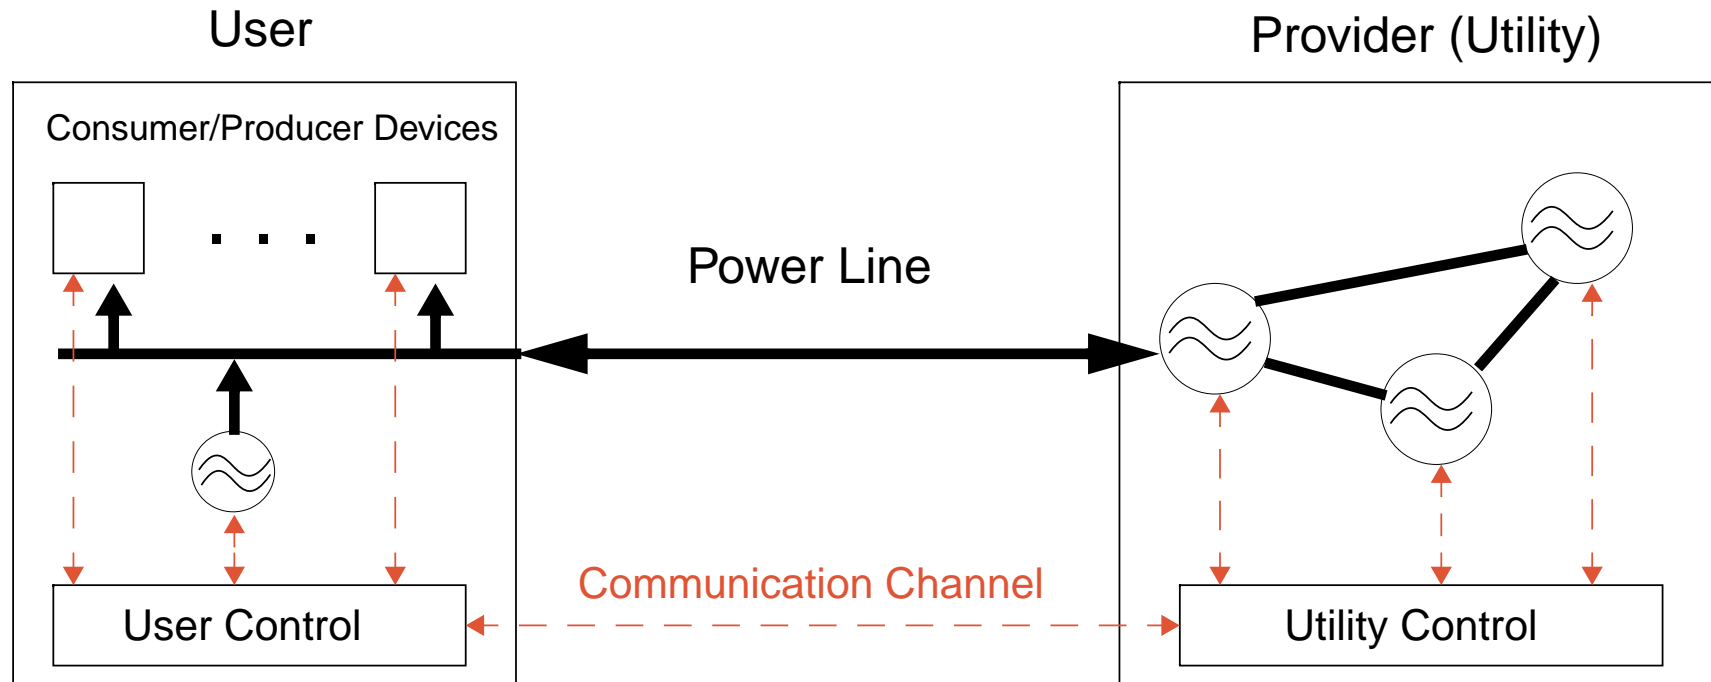 User
Provider (Utility)
Consumer/Producer Devices
. . .
Power Line
Communication Channel
User Control
Utility Control